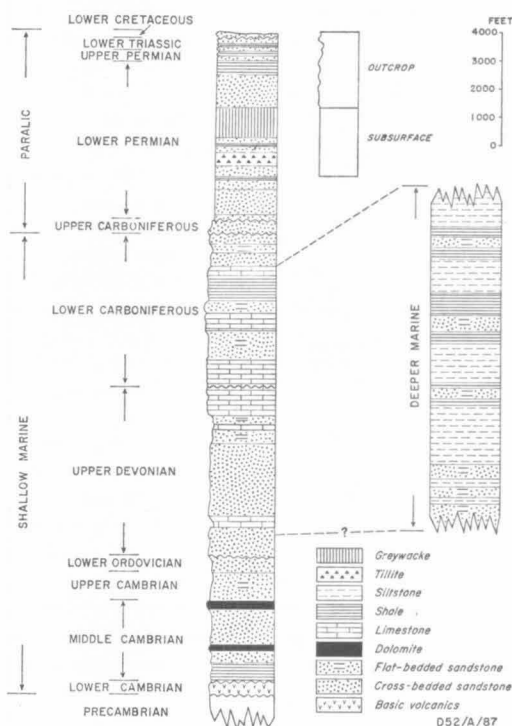 LOWER CRETACEOUS
LOWER TRIASSIC
UPPER PERMIAN
LOWER PERMIAN
UPPER CARBONIFEROUS
LOWER CARBONIFEROUS
UPPER DEVONIAN
LOWER ORDOVICIAN
UPPER CAMBRIAN
MIDDLE CAMBRIAN
LOWER CAMBRIAN
PRECAMBRIAN
PARALIC
SHALLOW MARINE
OUTCROP
SUBSURFACE
FEET
4000
3000
2000
1000
0
DEEPER MARINE
?
Greywacke
Tillite
Siltstone
Shale
Limestone
Dolomite
Flat-bedded sandstone
Cross-bedded sandstone
Basic volcanics
D52/A/87